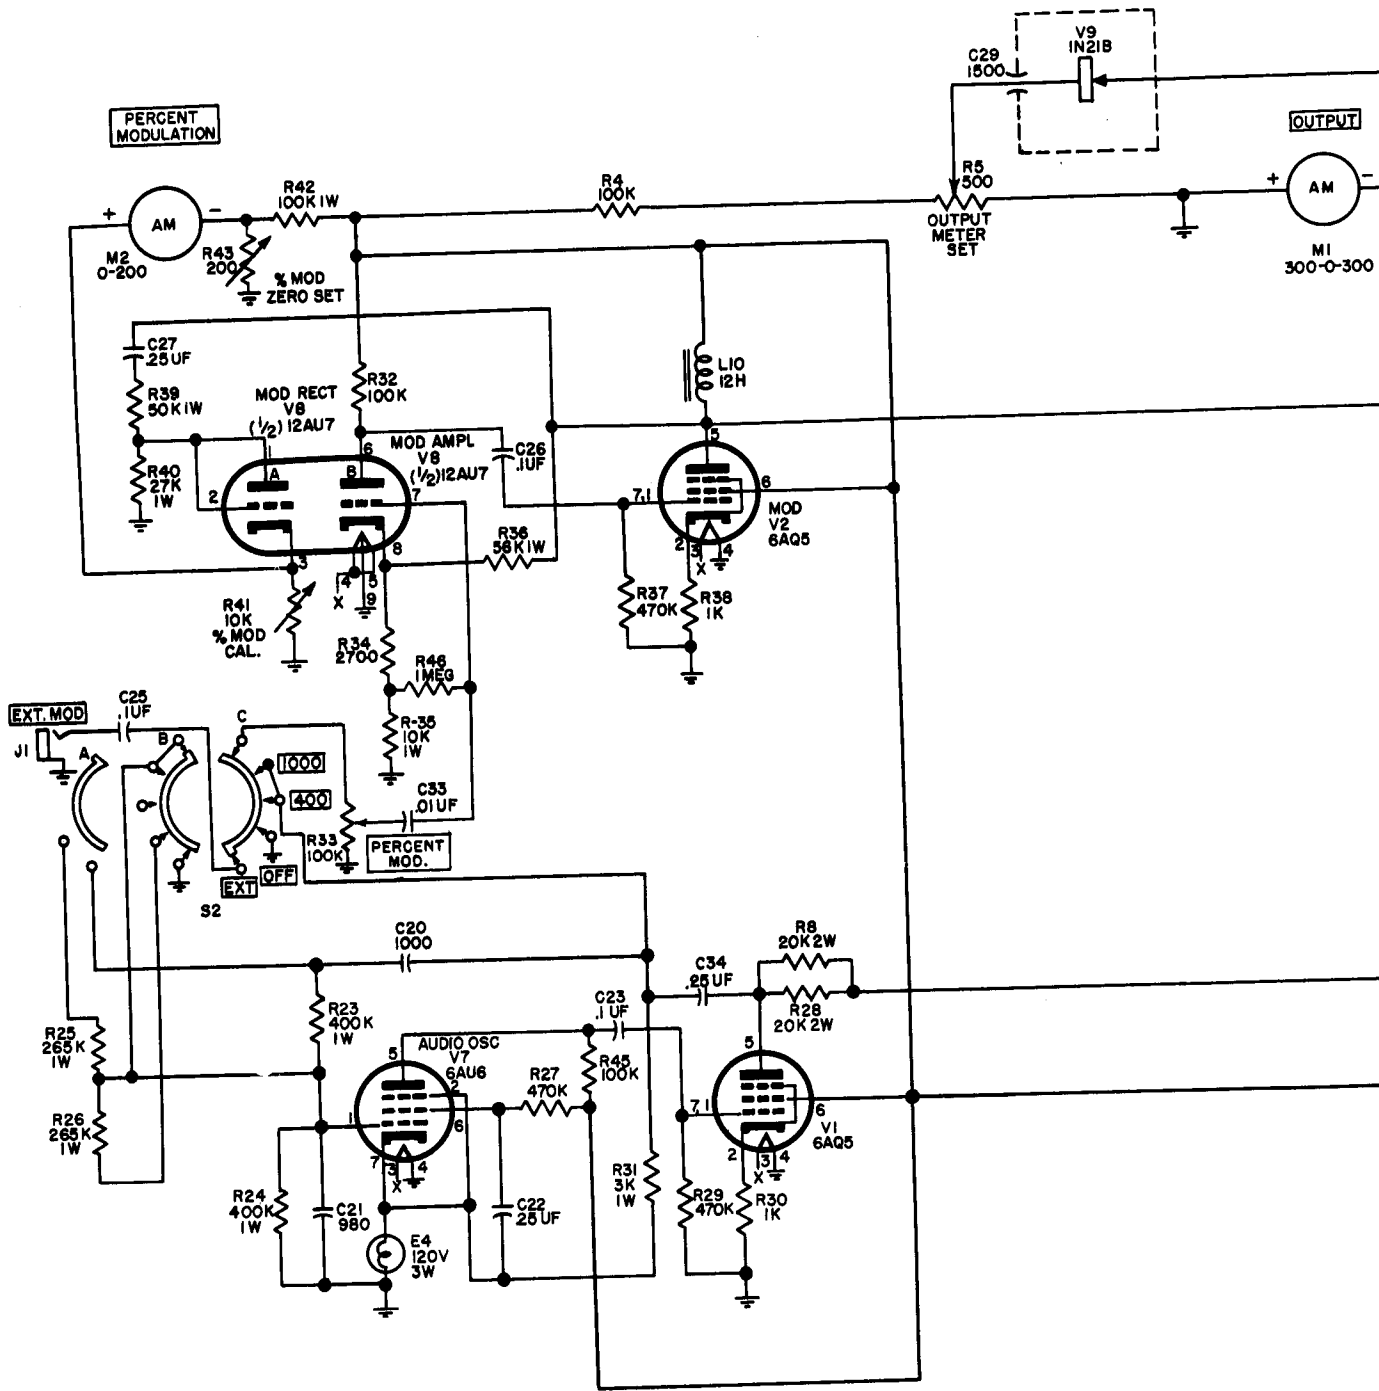 V9
1N21B
C29
1500
PERCENT
MODULATION
OUTPUT
R42
100K 1W
R4
100K
R5
500
+
AM
-
+
AM
-
M2
0-200
R43
200
% MOD
ZERO SET
OUTPUT
METER
SET
M1
300-0-300
C27
.25UF
R39
50K 1W
MOD RECT
V8
(1/2) 12AU7
R32
100K
L10
12H
MOD AMPL
V8
(1/2) 12AU7
C26
.1UF
R40
27K
1W
1
A
6
B
2
7
3
4
5
8
9
X
5
7,1
6
2
3
4
X
MOD
V2
6AQ5
R36
56K 1W
R41
10K
% MOD
CAL.
R34
2700
R46
1MEG
R37
470K
R38
1K
EXT. MOD
C25
.1UF
J1
A
B
C
R-35
10K
1W
1000
400
C33
.01UF
R33
100K
PERCENT
MOD.
EXT
OFF
S2
C20
1000
R8
20K 2W
C34
.25UF
R28
20K 2W
R23
400K
1W
C23
.1UF
R25
265K
1W
AUDIO OSC
V7
6AU6
R27
470K
R45
100K
5
2
1
6
7
3
4
X
5
7,1
6
2
3
4
X
V1
6AQ5
R26
265K
1W
R24
400K
1W
C21
980
C22
.25UF
R31
3K
1W
R29
470K
R30
1K
E4
120V
3W